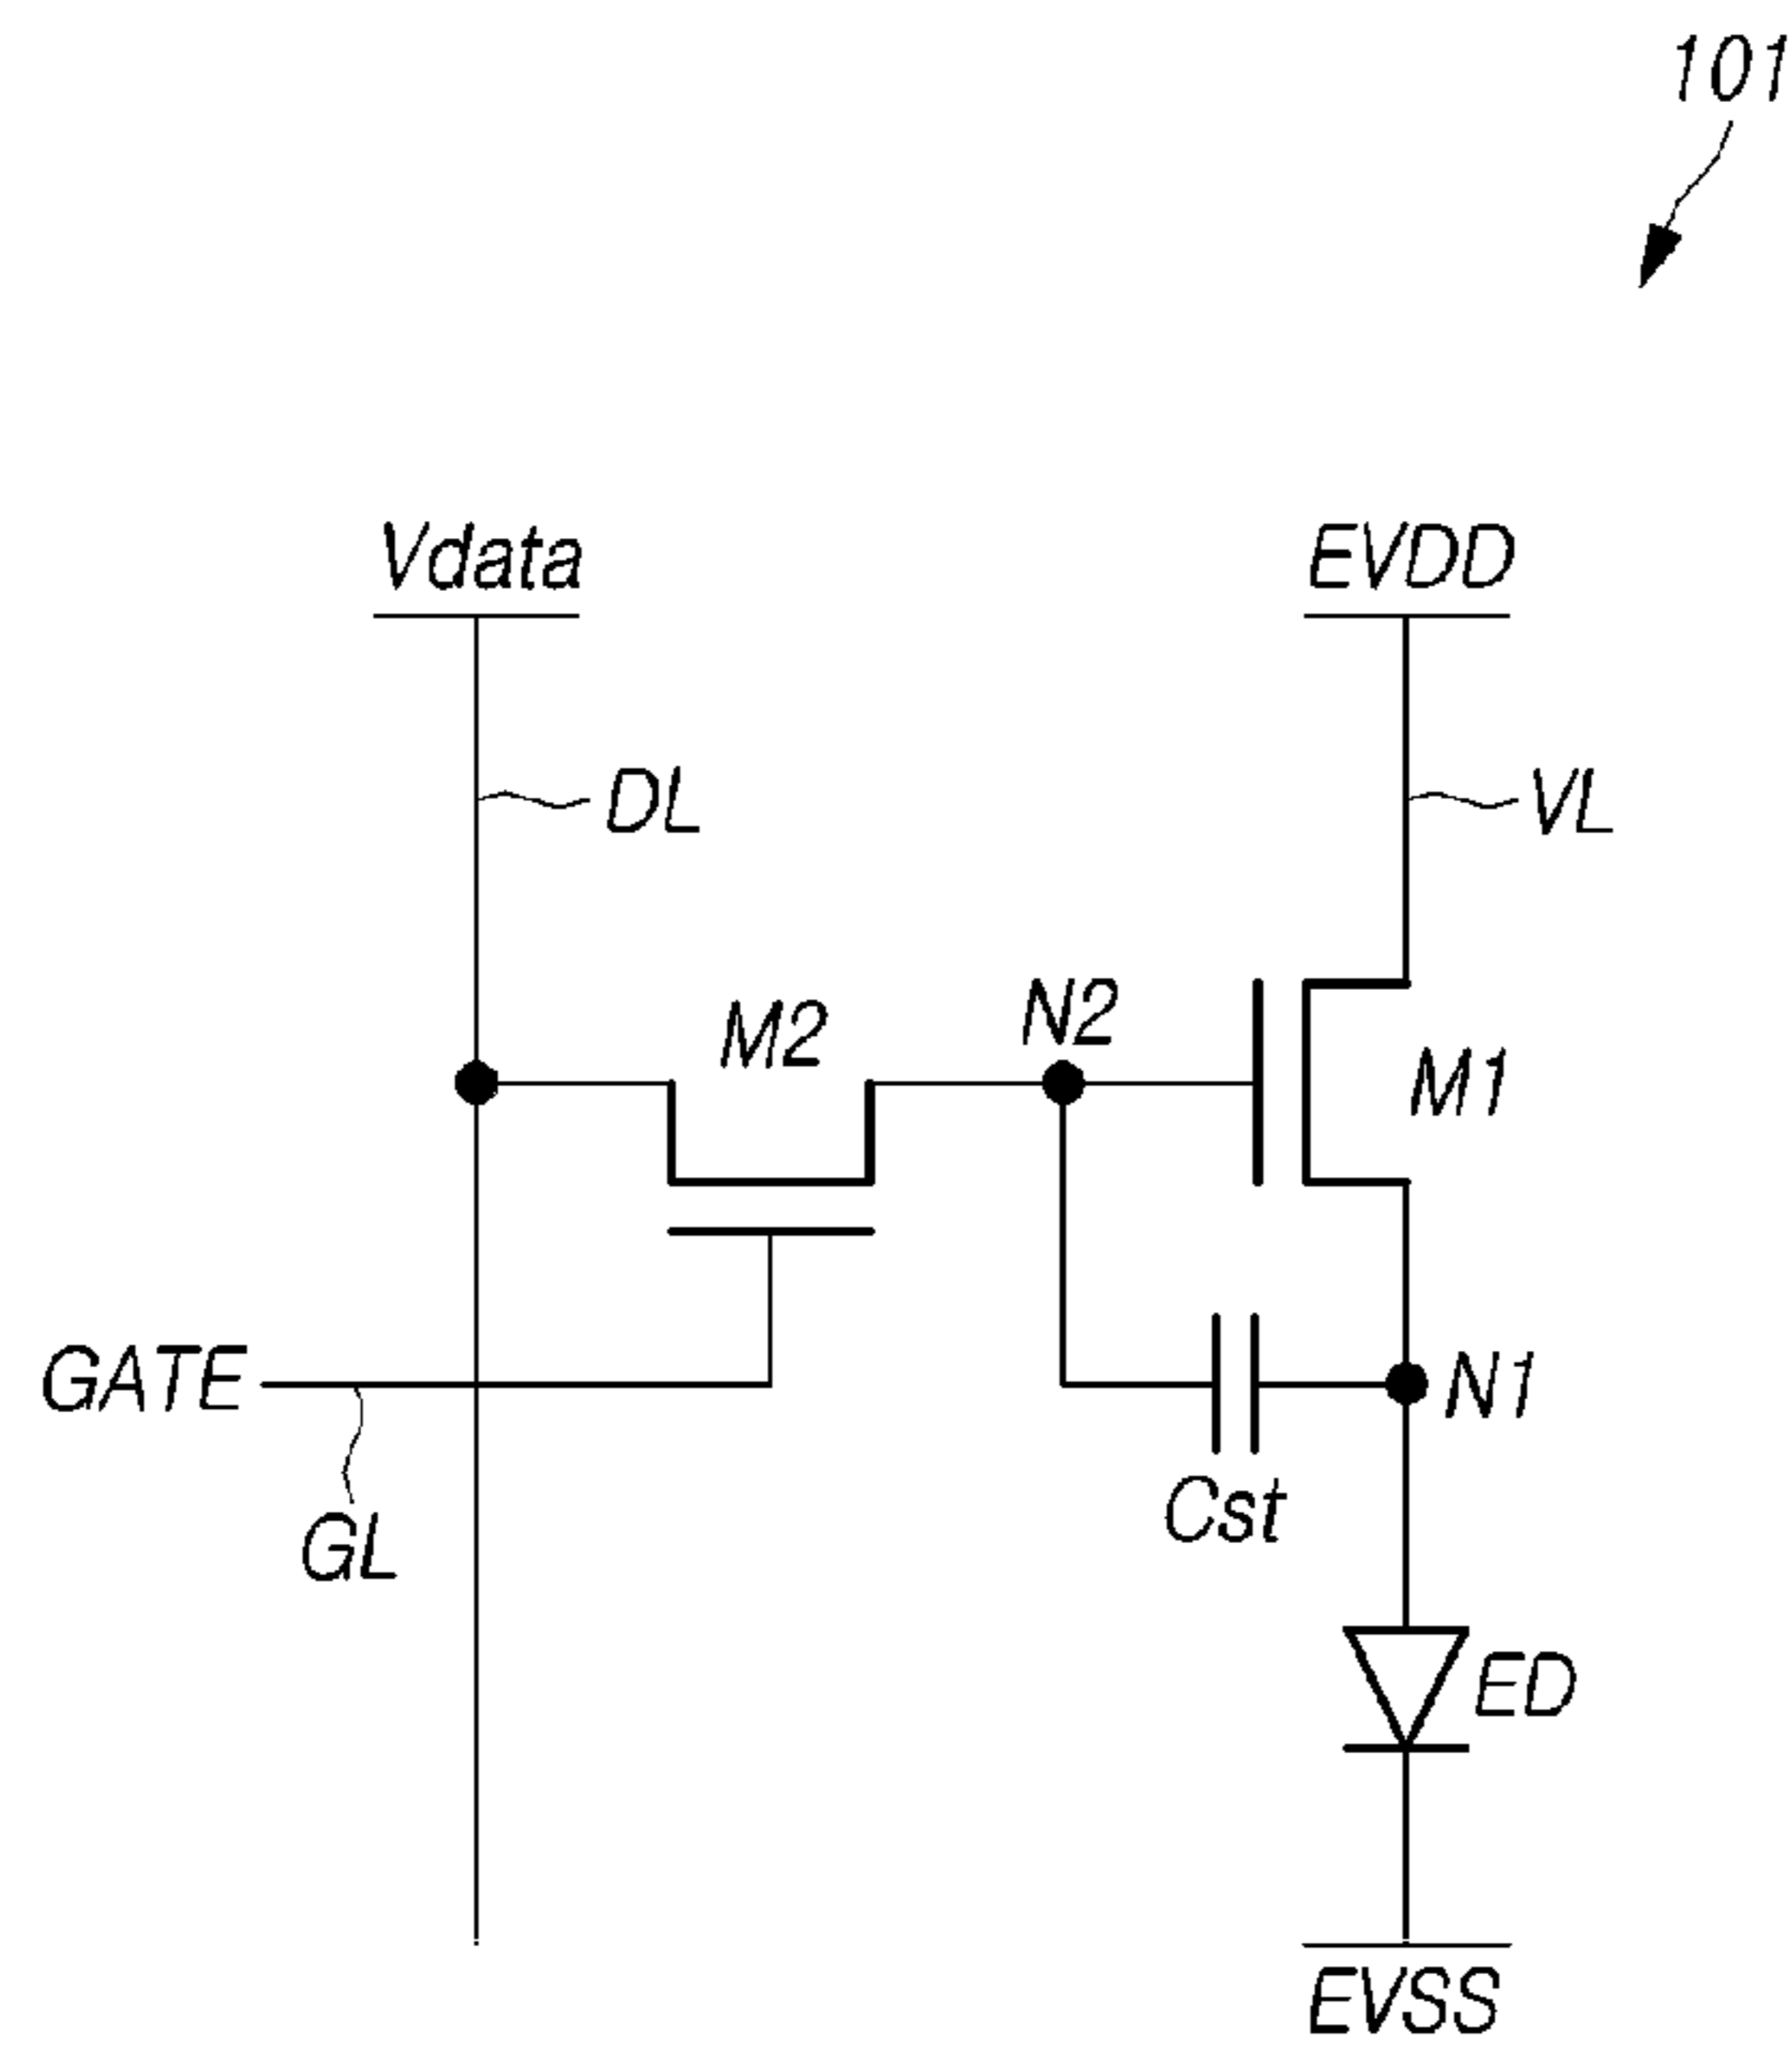 101
Vdata
EVDD
DL
VL
M2
N2
M1
GATE
N1
GL
Cst
ED
EVSS